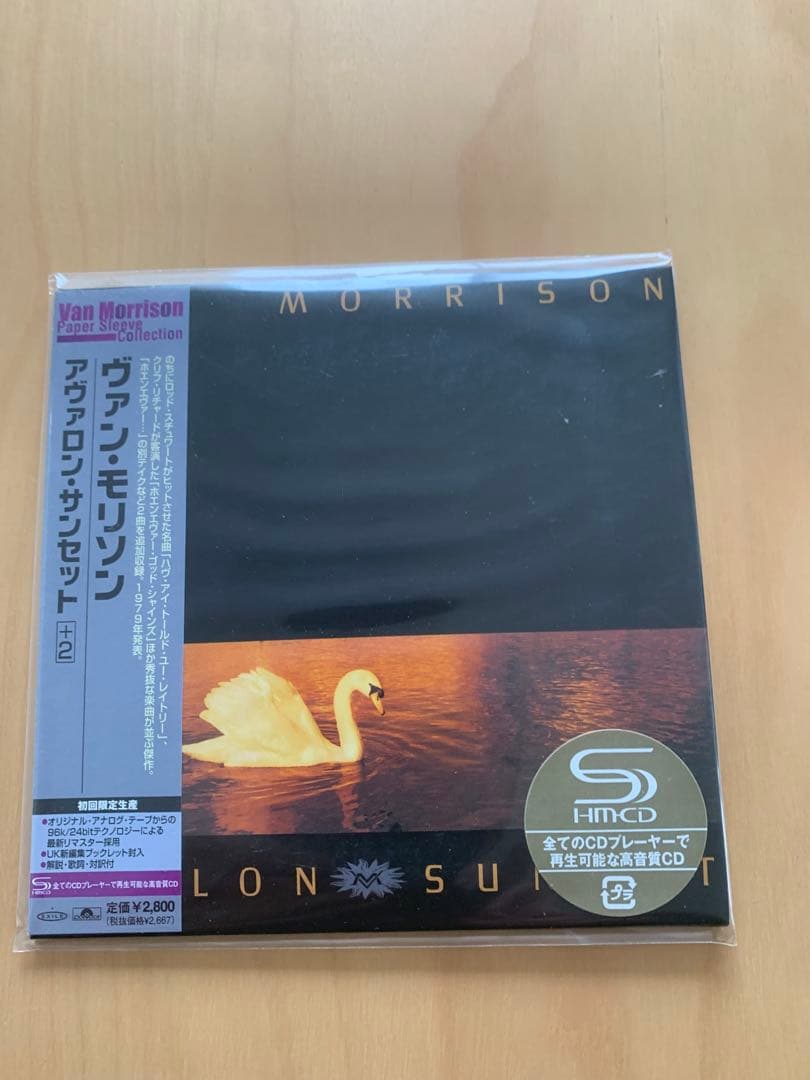 MORRISON
Van Morrison
Paper Sleeve
Collection
ヴァン・モリソン
アヴァロン・サンセット +2
のちにロッド・スチュワートがヒットさせた名曲「ハヴ・アイ・トールド・ユー・レイトリー」、
クリフ・リチャードが客演した「ホエンエヴァー・ゴッド・シャインズ」ほか秀抜な楽曲が並ぶ傑作。
「ホエンエヴァー…」の別テイクなど2曲を追加収録。1979年発表。
初回限定生産
●オリジナル・アナログ・テープからの
96k/24bitテクノロジーによる
最新リマスター採用
●UK新編集ブックレット封入
●解説・歌詞・対訳付
SHM-CD 全てのCDプレーヤーで再生可能な高音質CD
EXILE
定価¥2,800
(税抜価格¥2,667)
LON SUN T
SHM-CD
全てのCDプレーヤーで
再生可能な高音質CD
プラ